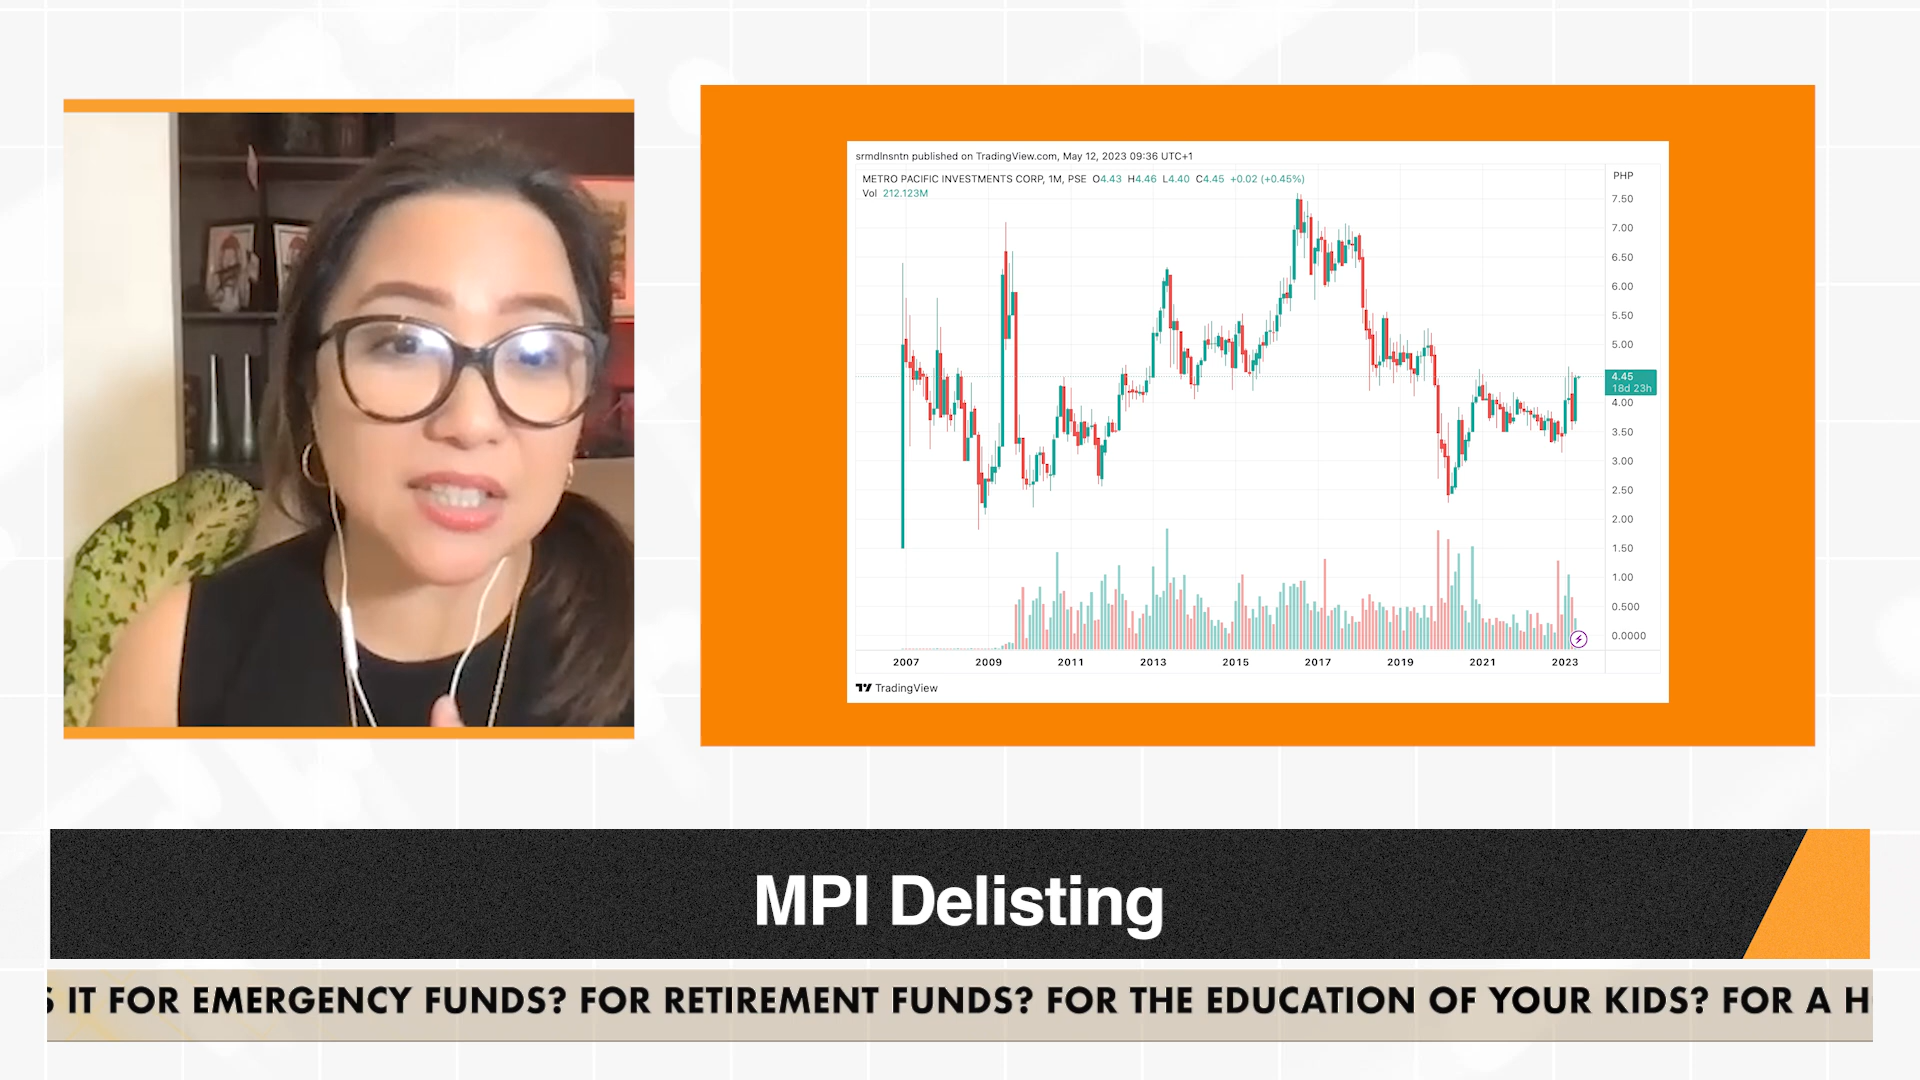 srmdlnsntn published on TradingView.com, May 12, 2023 09:36 UTC+1
METRO PACIFIC INVESTMENTS CORP, 1M, PSE O4.43 H4.46 L4.40 C4.45 +0.02 (+0.45%)
Vol 212.123M
PHP
7.50
7.00
6.50
6.00
5.50
5.00
4.45
18d 23h
4.00
3.50
3.00
2.50
2.00
1.50
1.00
0.500
0.0000
2007 2009 2011 2013 2015 2017 2019 2021 2023
TradingView
MPI Delisting
S IT FOR EMERGENCY FUNDS? FOR RETIREMENT FUNDS? FOR THE EDUCATION OF YOUR KIDS? FOR A H